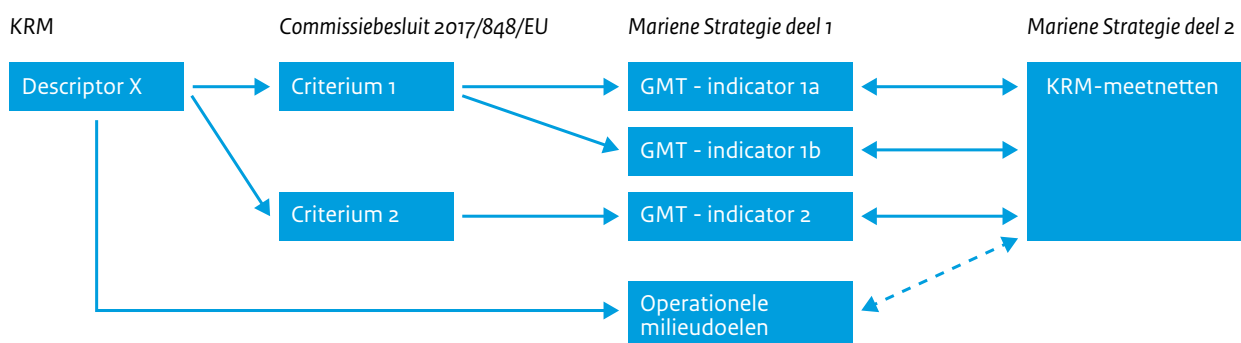 KRM
Commissiebesluit 2017/848/EU
Mariene Strategie deel 1
Mariene Strategie deel 2
Descriptor X
Criterium 1
GMT - indicator 1a
KRM-meetnetten
GMT - indicator 1b
Criterium 2
GMT - indicator 2
Operationele
milieudoelen